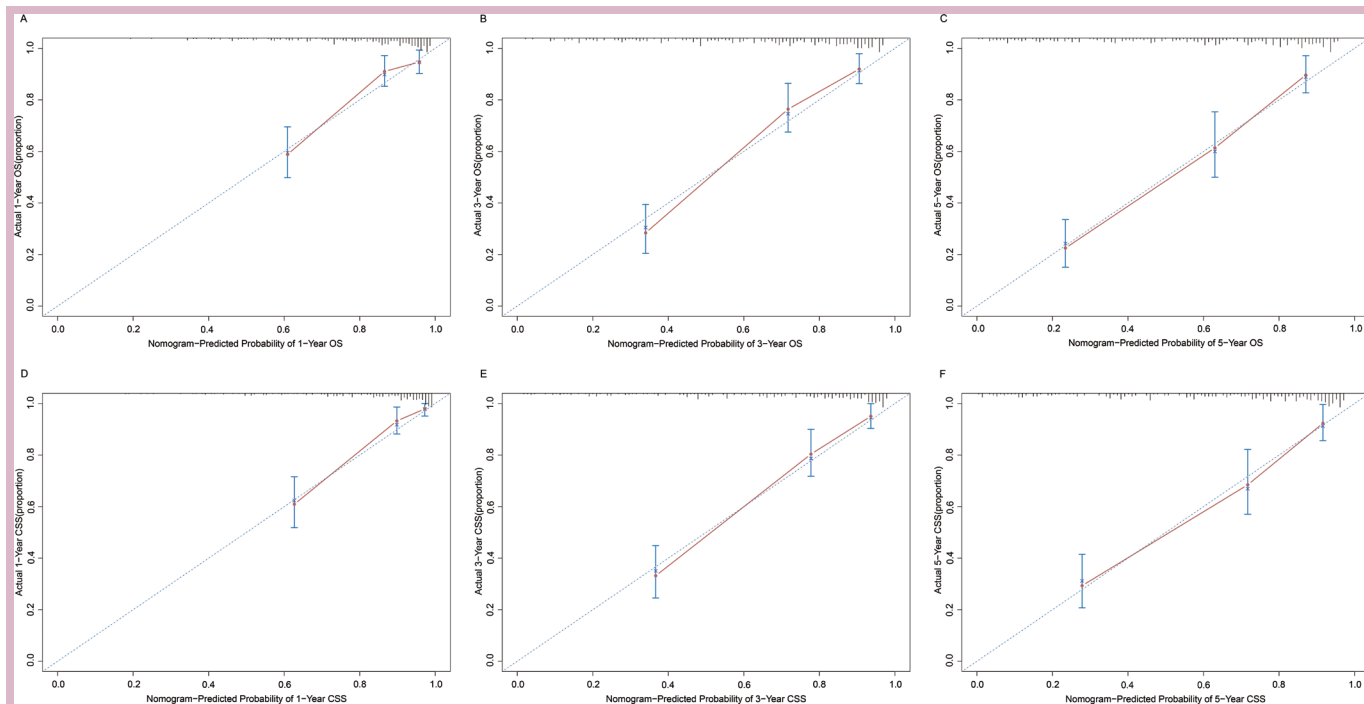 A
Actual 1−Year OS(proportion)
1.0
0.8
0.6
0.4
0.2
0.0
0.0 0.2 0.4 0.6 0.8 1.0
Nomogram−Predicted Probability of 1−Year OS
B
Actual 3−Year OS(proportion)
1.0
0.8
0.6
0.4
0.2
0.0
0.0 0.2 0.4 0.6 0.8 1.0
Nomogram−Predicted Probability of 3−Year OS
C
Actual 5−Year OS(proportion)
1.0
0.8
0.6
0.4
0.2
0.0
0.0 0.2 0.4 0.6 0.8 1.0
Nomogram−Predicted Probability of 5−Year OS
D
Actual 1−Year CSS(proportion)
1.0
0.8
0.6
0.4
0.2
0.0
0.0 0.2 0.4 0.6 0.8 1.0
Nomogram−Predicted Probability of 1−Year CSS
E
Actual 3−Year CSS(proportion)
1.0
0.8
0.6
0.4
0.2
0.0
0.0 0.2 0.4 0.6 0.8 1.0
Nomogram−Predicted Probability of 3−Year CSS
F
Actual 5−Year CSS(proportion)
1.0
0.8
0.6
0.4
0.2
0.0
0.0 0.2 0.4 0.6 0.8 1.0
Nomogram−Predicted Probability of 5−Year CSS